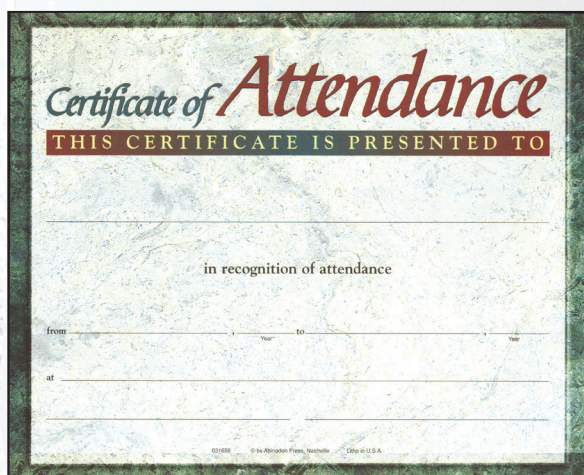 Certificate of Attendance
THIS CERTIFICATE IS PRESENTED TO
in recognition of attendance
from , to ,
Year Year
at
031656 © by Abingdon Press, Nashville Litho in U.S.A.